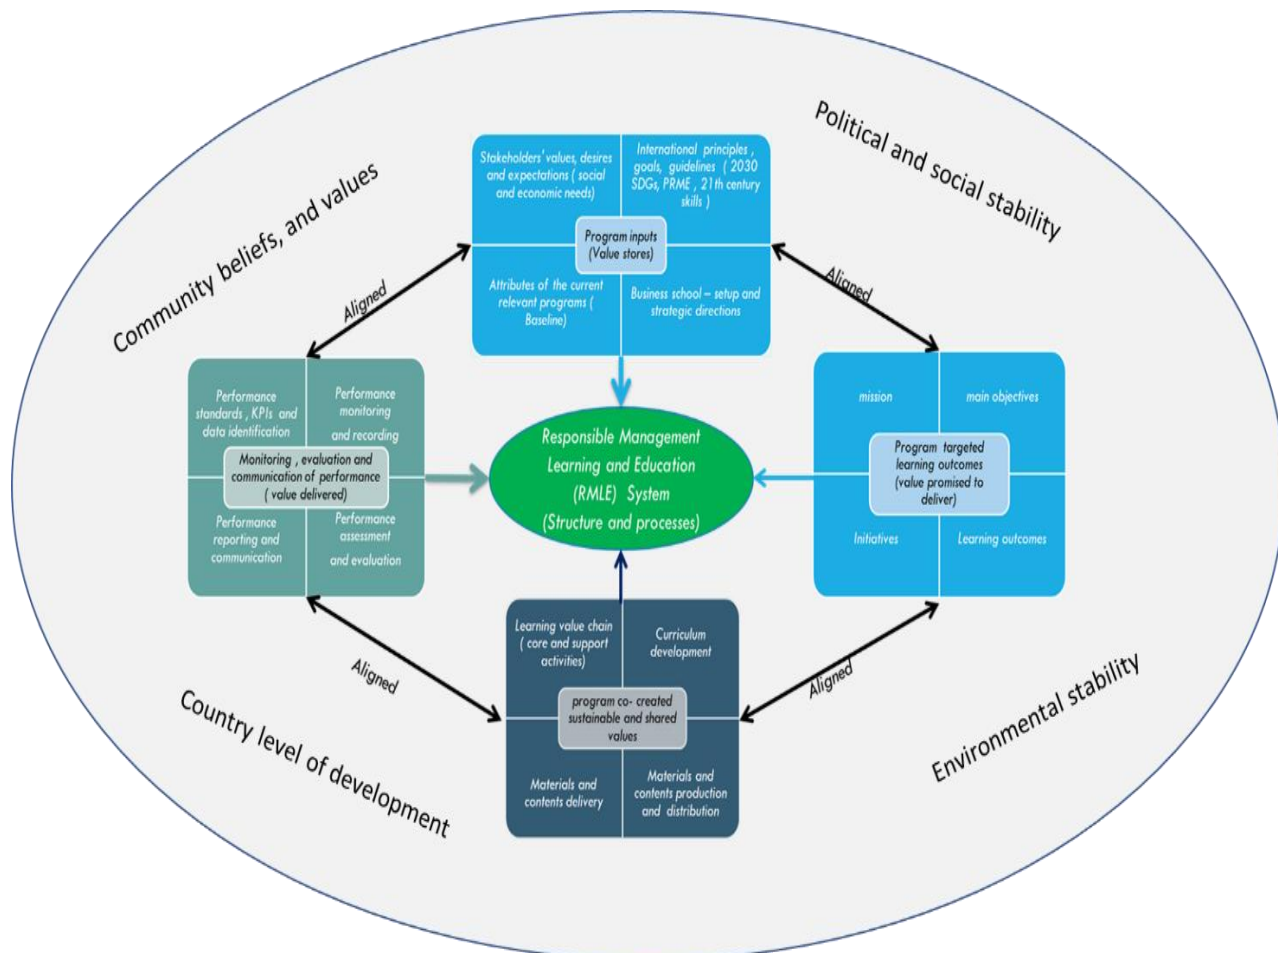 Political and social stability
Community beliefs, and values
Stakeholders' values, desires
and expectations ( social
and economic needs)
International principles ,
goals, guidelines ( 2030
SDGs, PRME , 21th century
skills )
Program inputs
(Value stores)
Attributes of the current
relevant programs (
Baseline)
Business school – setup and
strategic directions
Aligned
Aligned
Performance
standards , KPIs and
data identification
Performance
monitoring
and recording
Monitoring , evaluation and
communication of performance
( value delivered)
Performance
reporting and
communication
Performance
assessment
and evaluation
Responsible Management
Learning and Education
(RMLE) System
(Structure and processes)
mission
main objectives
Program targeted
learning outcomes
(value promised to
deliver)
Initiatives
Learning outcomes
Learning value chain
( core and support
activities)
Curriculum
development
program co- created
sustainable and shared
values
Materials and
contents delivery
Materials and
contents production
and distribution
Aligned
Aligned
Country level of development
Environmental stability